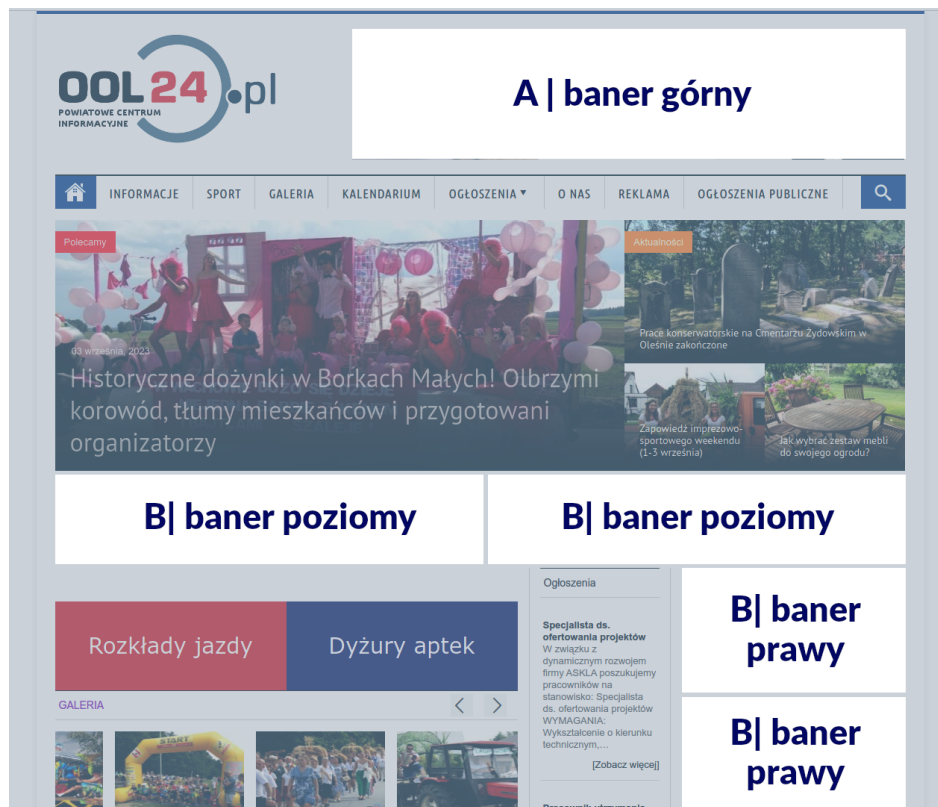 OOL24.pl
POWIATOWE CENTRUM
INFORMACYJNE
A | baner górny
INFORMACJE
SPORT
GALERIA
KALENDARIUM
OGŁOSZENIA
O NAS
REKLAMA
OGŁOSZENIA PUBLICZNE
Polecamy
03 września, 2023
Historyczne dożynki w Borkach Małych! Olbrzymi
korowód, tłumy mieszkańców i przygotowani
organizatorzy
Aktualności
Prace konserwatorskie na Cmentarzu Żydowskim w
Oleśnie zakończone
Zapowiedź imprezowo-
sportowego weekendu
(1-3 września)
Jak wybrać zestaw mebli
do swojego ogrodu?
B| baner poziomy
B| baner poziomy
Rozkłady jazdy
Dyżury aptek
GALERIA
START
Ogłoszenia
Specjalista ds.
ofertowania projektów
W związku z
dynamicznym rozwojem
firmy ASKLA poszukujemy
pracowników na
stanowisko: Specjalista
ds. ofertowania projektów
WYMAGANIA:
Wykształcenie o kierunku
technicznym,…
[Zobacz więcej]
B| baner
prawy
B| baner
prawy